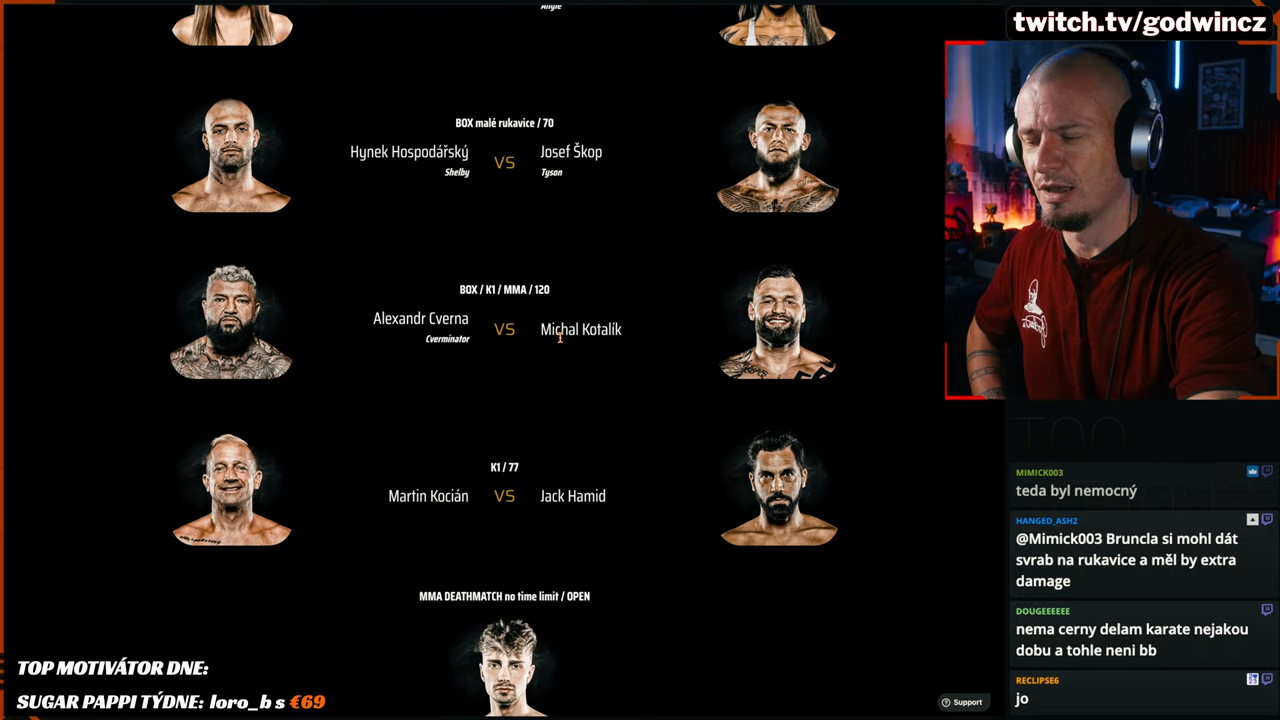 Angle
twitch.tv/godwincz
BOX malé rukavice / 70
Hynek Hospodářský
Shelby
VS
Josef Škop
Tyson
BOX / K1 / MMA / 120
Alexandr Cverna
Cverminator
VS
Michal Kotalík
K1 / 77
Martin Kocián
VS
Jack Hamid
MMA DEATHMATCH no time limit / OPEN
TOP MOTIVÁTOR DNE:
SUGAR PAPPI TÝDNE: loro_b s €69
Support
MIMICK003
teda byl nemocný
HANGED_ASH2
@Mimick003 Bruncla si mohl dát
svrab na rukavice a měl by extra
damage
DOUGEEEEEE
nema cerny delam karate nejakou
dobu a tohle neni bb
RECLIPSE6
jo